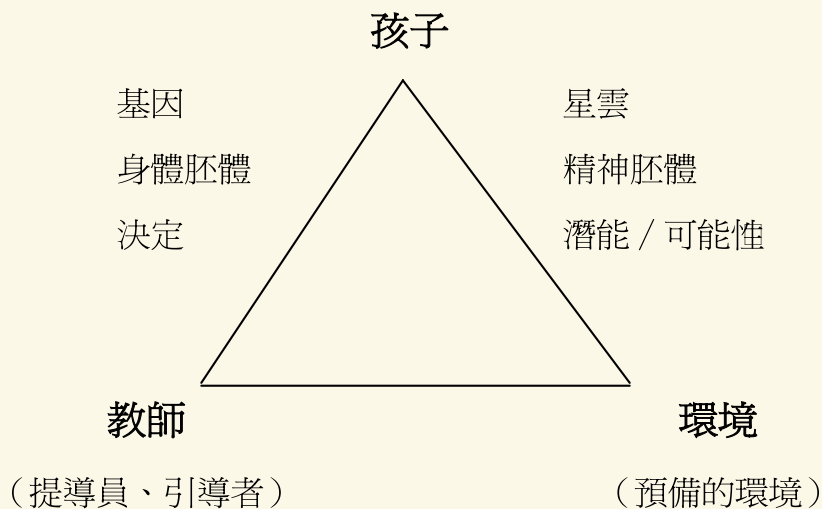 孩子
基因
星雲
身體胚體
精神胚體
決定
潛能／可能性
教師
環境
（提導員、引導者）
（預備的環境）